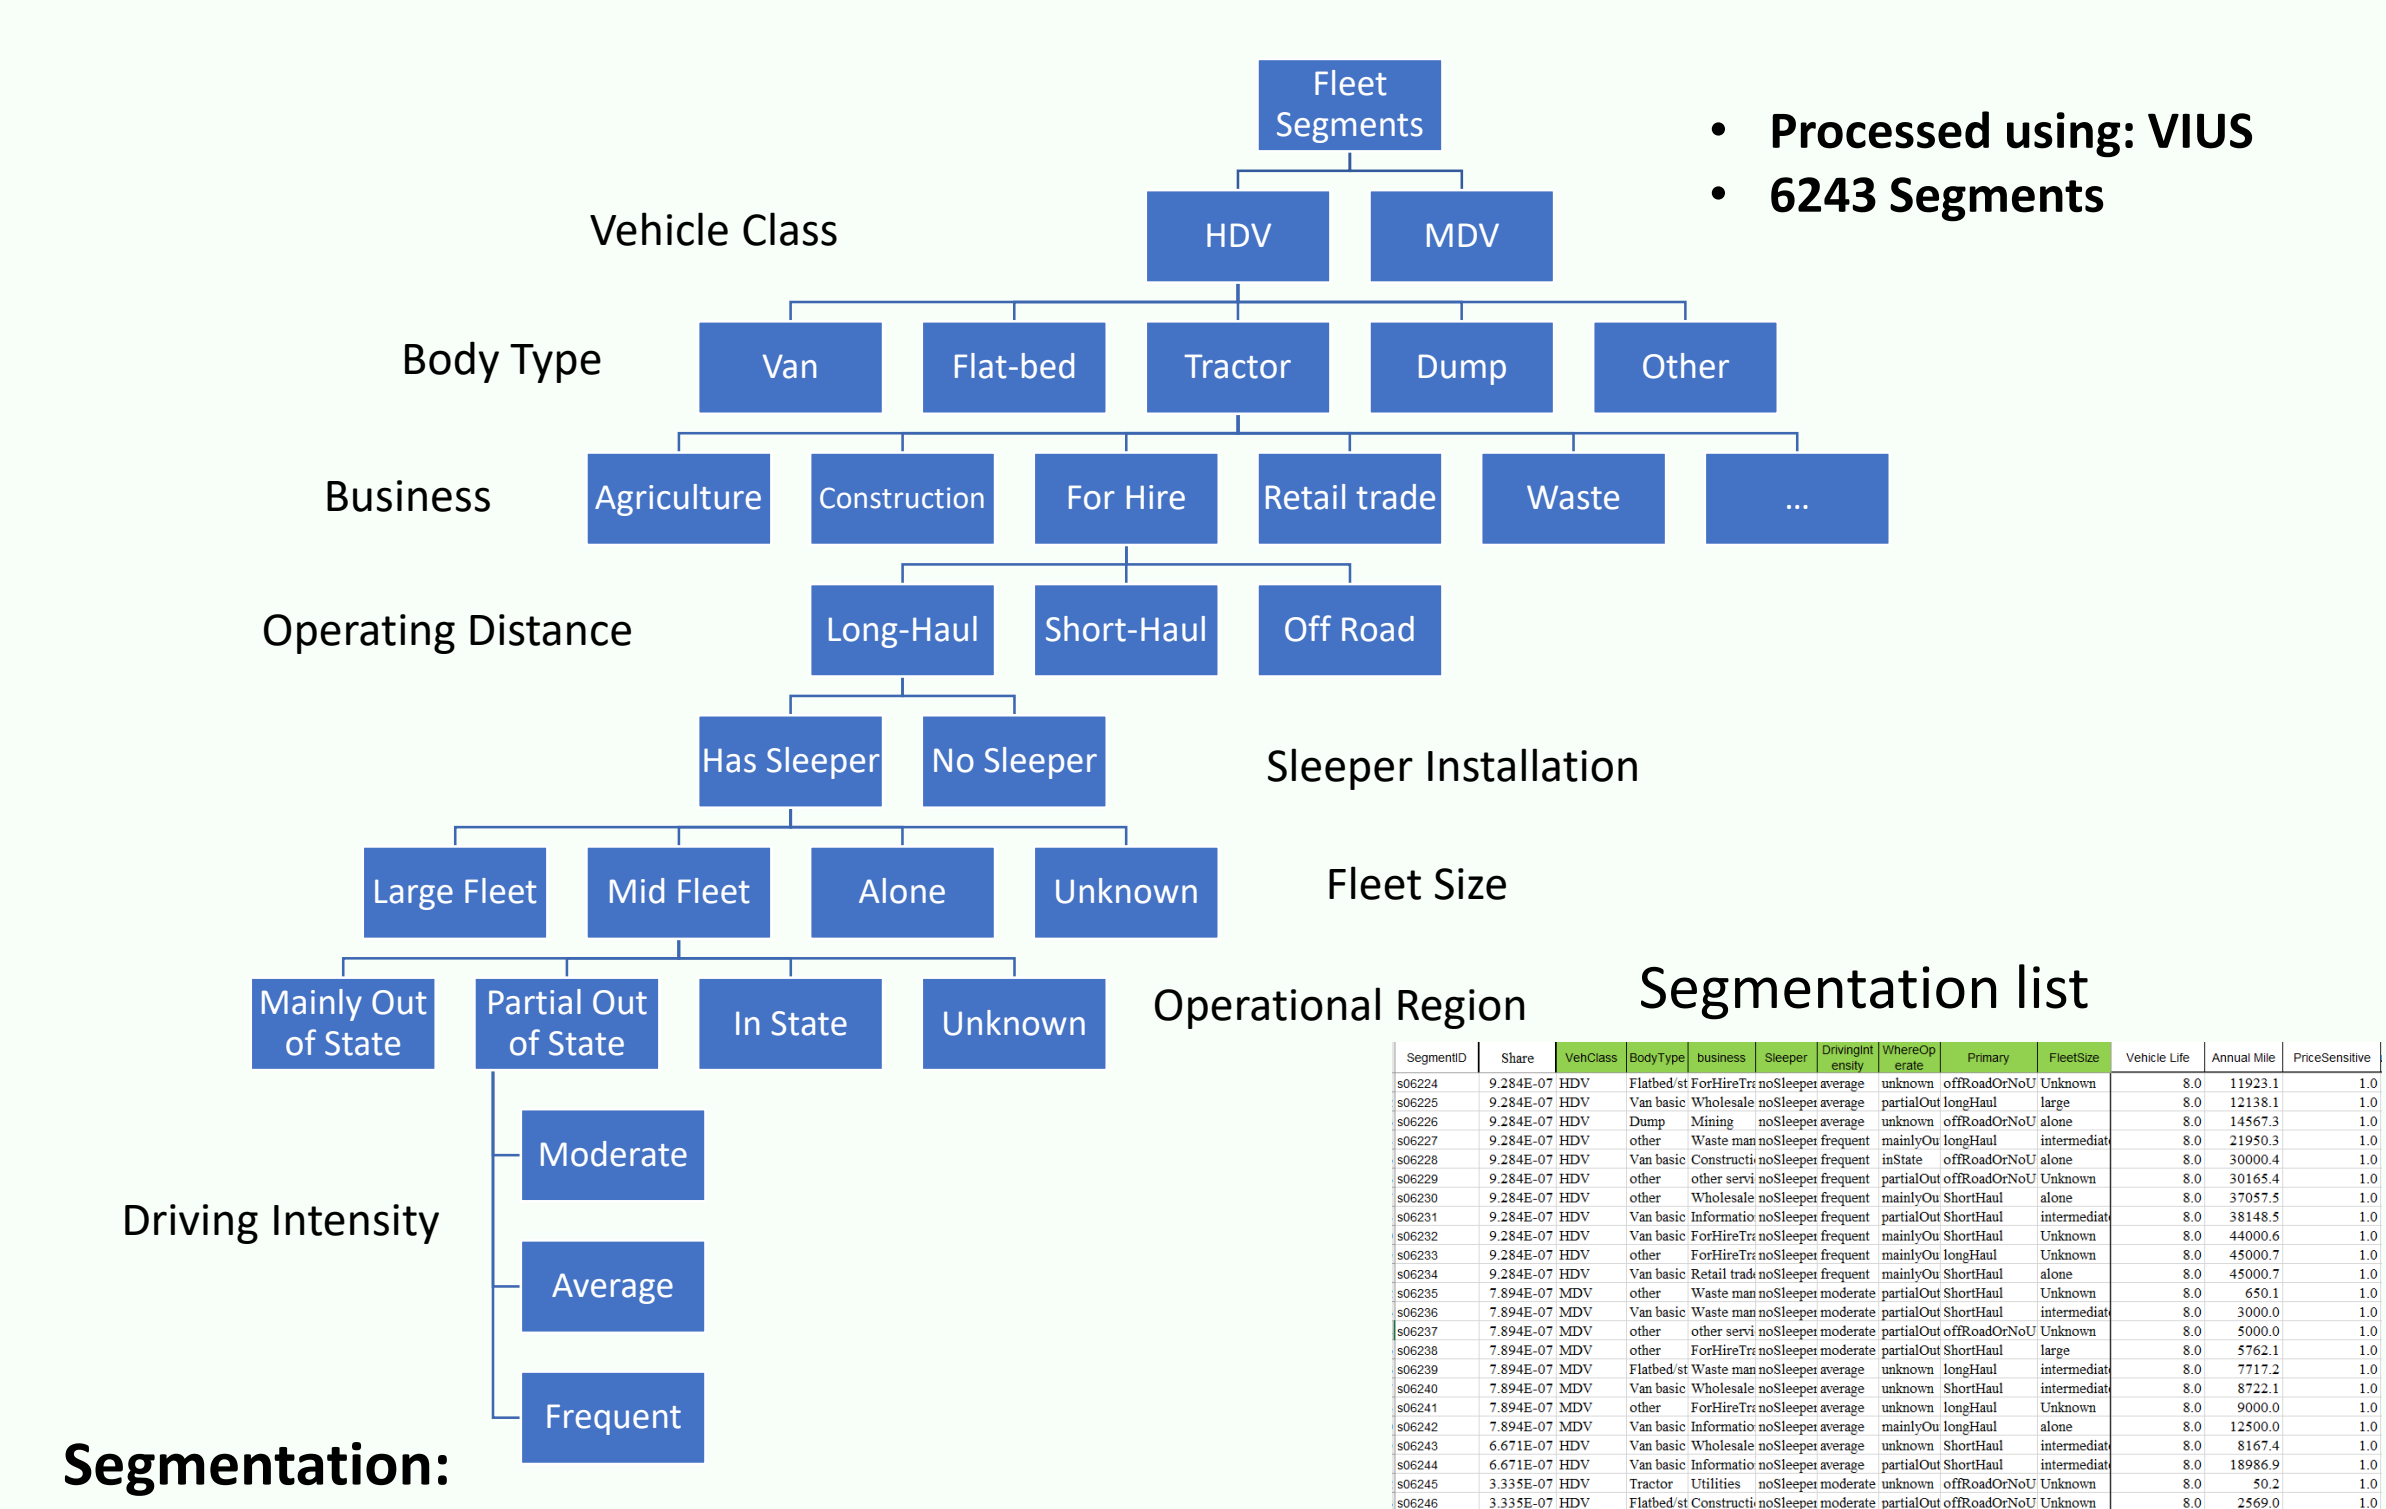 Fleet
Segments
• Processed using: VIUS
• 6243 Segments
Vehicle Class
HDV
MDV
Body Type
Van
Flat-bed
Tractor
Dump
Other
Business
Agriculture
Construction
For Hire
Retail trade
Waste
...
Operating Distance
Long-Haul
Short-Haul
Off Road
Has Sleeper
No Sleeper
Sleeper Installation
Large Fleet
Mid Fleet
Alone
Unknown
Fleet Size
Mainly Out
of State
Partial Out
of State
In State
Unknown
Operational Region
Driving Intensity
Moderate
Average
Frequent
Segmentation:
Segmentation list
SegmentID Share VehClass BodyType business Sleeper DrivingInt ensity WhereOp erate Primary FleetSize Vehicle Life Annual Mile PriceSensitive
s06224 9.284E-07 HDV Flatbed/st ForHireTra noSleeper average unknown offRoadOrNoU Unknown 8.0 11923.1 1.0
s06225 9.284E-07 HDV Van basic Wholesale noSleeper average partialOut longHaul large 8.0 12138.1 1.0
s06226 9.284E-07 HDV Dump Mining noSleeper average unknown offRoadOrNoU alone 8.0 14567.3 1.0
s06227 9.284E-07 HDV other Waste man noSleeper frequent mainlyOu longHaul intermediat 8.0 21950.3 1.0
s06228 9.284E-07 HDV Van basic Constructi noSleeper frequent inState offRoadOrNoU alone 8.0 30000.4 1.0
s06229 9.284E-07 HDV other other servi noSleeper frequent partialOut offRoadOrNoU Unknown 8.0 30165.4 1.0
s06230 9.284E-07 HDV other Wholesale noSleeper frequent mainlyOu ShortHaul alone 8.0 37057.5 1.0
s06231 9.284E-07 HDV Van basic Informatio noSleeper frequent partialOut ShortHaul intermediat 8.0 38148.5 1.0
s06232 9.284E-07 HDV Van basic ForHireTra noSleeper frequent mainlyOu ShortHaul Unknown 8.0 44000.6 1.0
s06233 9.284E-07 HDV other ForHireTra noSleeper frequent mainlyOu longHaul Unknown 8.0 45000.7 1.0
s06234 9.284E-07 HDV Van basic Retail trade noSleeper frequent mainlyOu ShortHaul alone 8.0 45000.7 1.0
s06235 7.894E-07 MDV other Waste man noSleeper moderate partialOut ShortHaul Unknown 8.0 650.1 1.0
s06236 7.894E-07 MDV Van basic Waste man noSleeper moderate partialOut ShortHaul intermediat 8.0 3000.0 1.0
s06237 7.894E-07 MDV other other servi noSleeper moderate partialOut offRoadOrNoU Unknown 8.0 5000.0 1.0
s06238 7.894E-07 MDV other ForHireTra noSleeper moderate partialOut ShortHaul large 8.0 5762.1 1.0
s06239 7.894E-07 MDV Flatbed/st Waste man noSleeper average unknown longHaul intermediat 8.0 7717.2 1.0
s06240 7.894E-07 MDV Van basic Wholesale noSleeper average unknown ShortHaul intermediat 8.0 8722.1 1.0
s06241 7.894E-07 MDV other ForHireTra noSleeper average unknown longHaul Unknown 8.0 9000.0 1.0
s06242 7.894E-07 MDV Van basic Informatio noSleeper average mainlyOu longHaul alone 8.0 12500.0 1.0
s06243 6.671E-07 HDV Van basic Wholesale noSleeper average unknown ShortHaul intermediat 8.0 8167.4 1.0
s06244 6.671E-07 HDV Van basic Informatio noSleeper average partialOut ShortHaul intermediat 8.0 18986.9 1.0
s06245 3.335E-07 HDV Tractor Utilities noSleeper moderate unknown offRoadOrNoU Unknown 8.0 50.2 1.0
s06246 3.335E-07 HDV Flatbed/st Constructi noSleeper moderate partialOut offRoadOrNoU Unknown 8.0 2569.0 1.0